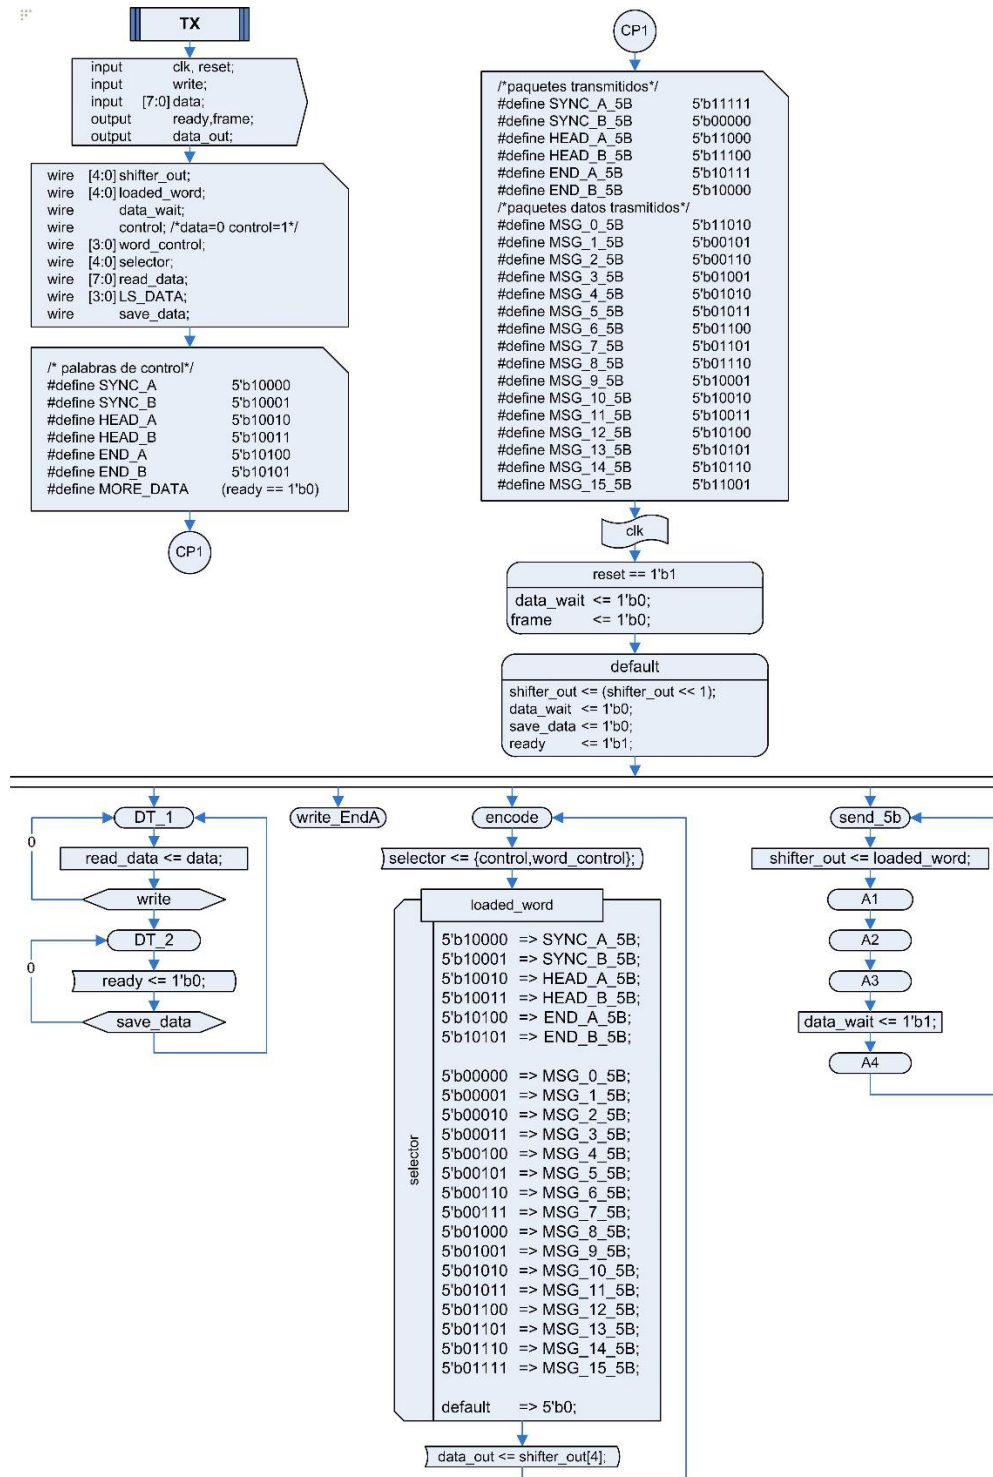 TX
input clk, reset;
input write;
input [7:0] data;
output ready,frame;
output data_out;
wire [4:0] shifter_out;
wire [4:0] loaded_word;
wire data_wait;
wire control; /*data=0 control=1*/
wire [3:0] word_control;
wire [4:0] selector;
wire [7:0] read_data;
wire [3:0] LS_DATA;
wire save_data;
/* palabras de control*/
#define SYNC_A 5'b10000
#define SYNC_B 5'b10001
#define HEAD_A 5'b10010
#define HEAD_B 5'b10011
#define END_A 5'b10100
#define END_B 5'b10101
#define MORE_DATA (ready == 1'b0)
CP1
CP1
/*paquetes transmitidos*/
#define SYNC_A_5B 5'b11111
#define SYNC_B_5B 5'b00000
#define HEAD_A_5B 5'b11000
#define HEAD_B_5B 5'b11100
#define END_A_5B 5'b10111
#define END_B_5B 5'b10000
/*paquetes datos trasmitidos*/
#define MSG_0_5B 5'b11010
#define MSG_1_5B 5'b00101
#define MSG_2_5B 5'b00110
#define MSG_3_5B 5'b01001
#define MSG_4_5B 5'b01010
#define MSG_5_5B 5'b01011
#define MSG_6_5B 5'b01100
#define MSG_7_5B 5'b01101
#define MSG_8_5B 5'b01110
#define MSG_9_5B 5'b10001
#define MSG_10_5B 5'b10010
#define MSG_11_5B 5'b10011
#define MSG_12_5B 5'b10100
#define MSG_13_5B 5'b10101
#define MSG_14_5B 5'b10110
#define MSG_15_5B 5'b11001
clk
reset == 1'b1
data_wait <= 1'b0;
frame <= 1'b0;
default
shifter_out <= (shifter_out << 1);
data_wait <= 1'b0;
save_data <= 1'b0;
ready <= 1'b1;
DT_1
0
read_data <= data;
write
DT_2
0
ready <= 1'b0;
save_data
write_EndA
encode
selector <= {control,word_control};
loaded_word
selector
5'b10000 => SYNC_A_5B;
5'b10001 => SYNC_B_5B;
5'b10010 => HEAD_A_5B;
5'b10011 => HEAD_B_5B;
5'b10100 => END_A_5B;
5'b10101 => END_B_5B;
5'b00000 => MSG_0_5B;
5'b00001 => MSG_1_5B;
5'b00010 => MSG_2_5B;
5'b00011 => MSG_3_5B;
5'b00100 => MSG_4_5B;
5'b00101 => MSG_5_5B;
5'b00110 => MSG_6_5B;
5'b00111 => MSG_7_5B;
5'b01000 => MSG_8_5B;
5'b01001 => MSG_9_5B;
5'b01010 => MSG_10_5B;
5'b01011 => MSG_11_5B;
5'b01100 => MSG_12_5B;
5'b01101 => MSG_13_5B;
5'b01110 => MSG_14_5B;
5'b01111 => MSG_15_5B;
default => 5'b0;
data_out <= shifter_out[4];
send_5b
shifter_out <= loaded_word;
A1
A2
A3
data_wait <= 1'b1;
A4